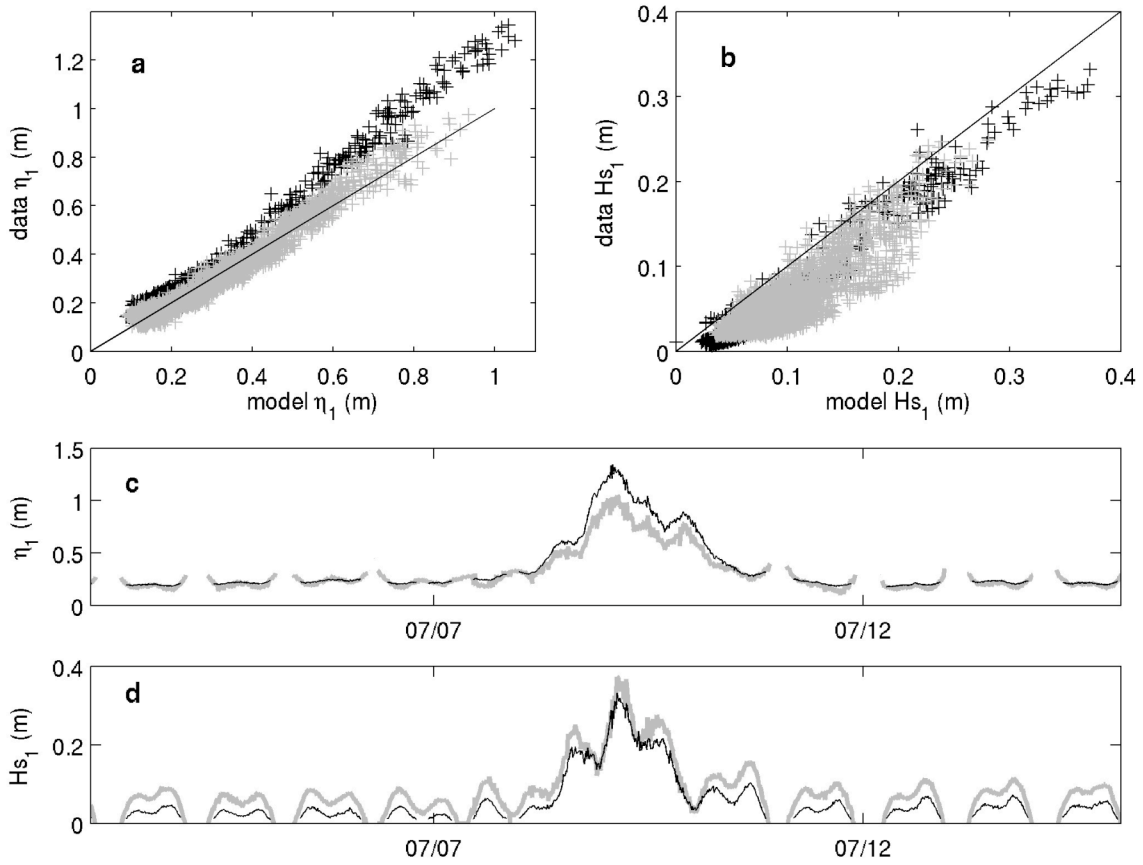 a
data η₁ (m)
1.2
1
0.8
0.6
0.4
0.2
0
0 0.2 0.4 0.6 0.8 1
model η₁ (m)
b
data Hs₁ (m)
0.4
0.3
0.2
0.1
0
0 0.1 0.2 0.3 0.4
model Hs₁ (m)
c
η₁ (m)
1.5
1
0.5
0
07/07 07/12
d
Hs₁ (m)
0.4
0.2
0
07/07 07/12